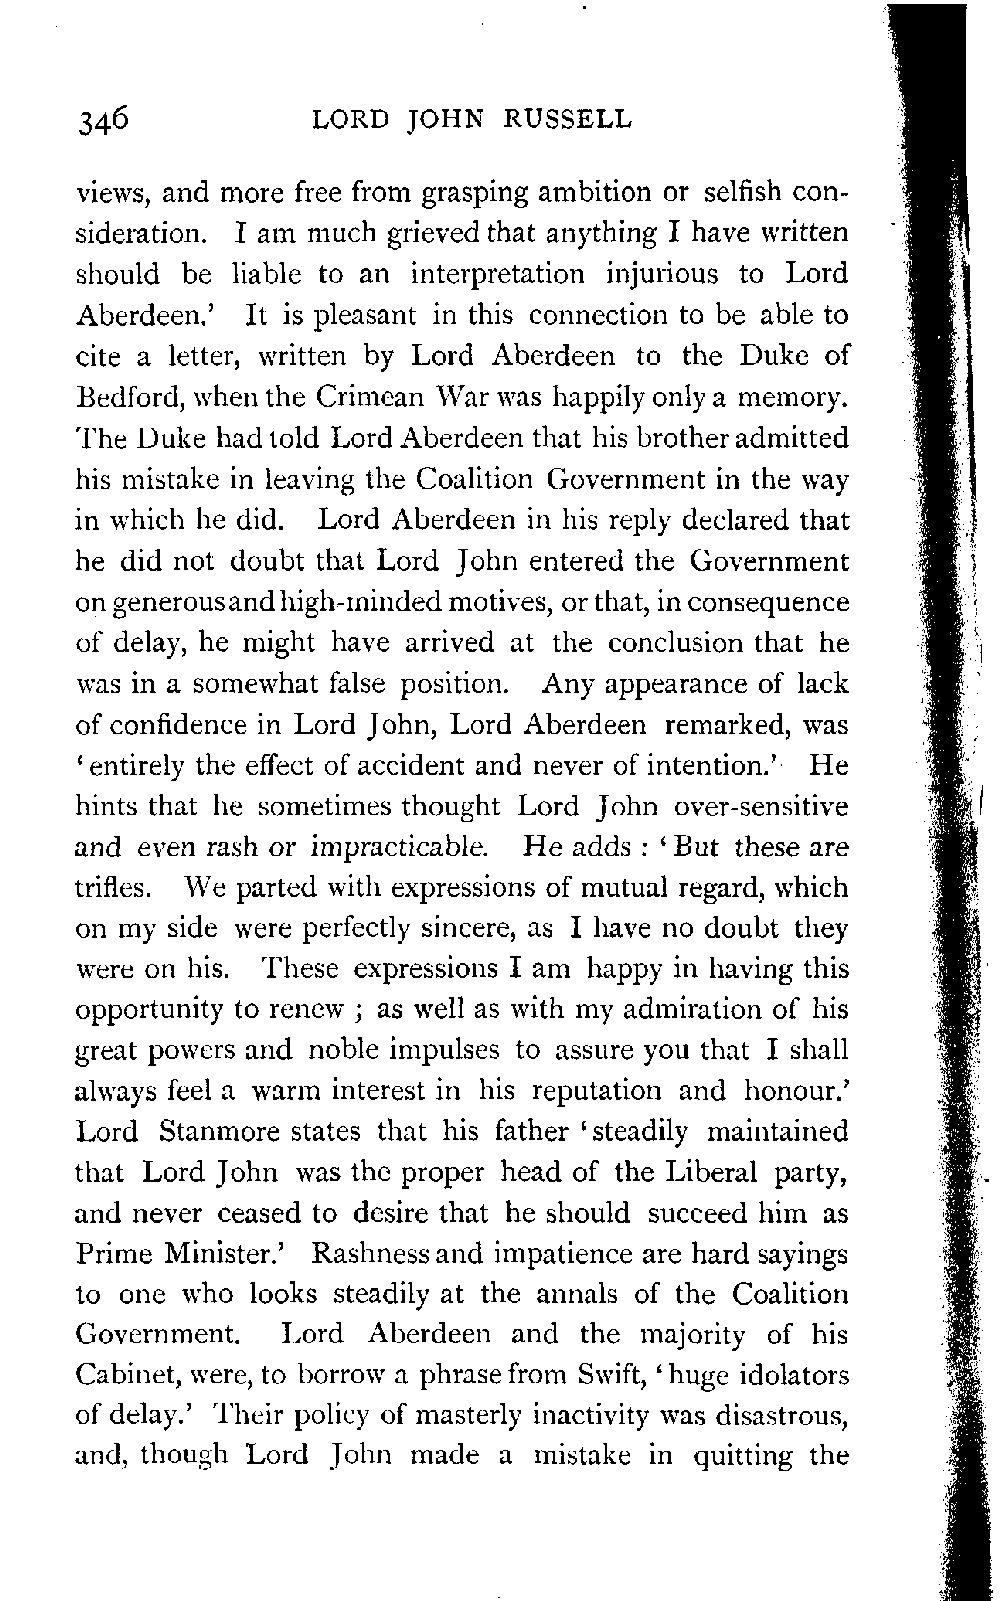 346 LORD JOHN RUSSELL
views, and more free from grasping ambition or selfish con-
sideration. I am much grieved that anything I have written
should be liable to an interpretation injurious to Lord
Aberdeen.’ It is pleasant in this connection to be able to
cite a letter, written by Lord Aberdeen to the Duke of
Bedford, when the Crimean War was happily only a memory.
The Duke had told Lord Aberdeen that his brother admitted
his mistake in leaving the Coalition Government in the way
in which he did. Lord Aberdeen in his reply declared that
he did not doubt that Lord John entered the Government
on generous and high-minded motives, or that, in consequence
of delay, he might have arrived at the conclusion that he
was in a somewhat false position. Any appearance of lack
of confidence in Lord John, Lord Aberdeen remarked, was
‘entirely the effect of accident and never of intention.’ He
hints that he sometimes thought Lord John over-sensitive
and even rash or impracticable. He adds : ‘But these are
trifles. We parted with expressions of mutual regard, which
on my side were perfectly sincere, as I have no doubt they
were on his. These expressions I am happy in having this
opportunity to renew ; as well as with my admiration of his
great powers and noble impulses to assure you that I shall
always feel a warm interest in his reputation and honour.’
Lord Stanmore states that his father ‘steadily maintained
that Lord John was the proper head of the Liberal party,
and never ceased to desire that he should succeed him as
Prime Minister.’ Rashness and impatience are hard sayings
to one who looks steadily at the annals of the Coalition
Government. Lord Aberdeen and the majority of his
Cabinet, were, to borrow a phrase from Swift, ‘huge idolators
of delay.’ Their policy of masterly inactivity was disastrous,
and, though Lord John made a mistake in quitting the